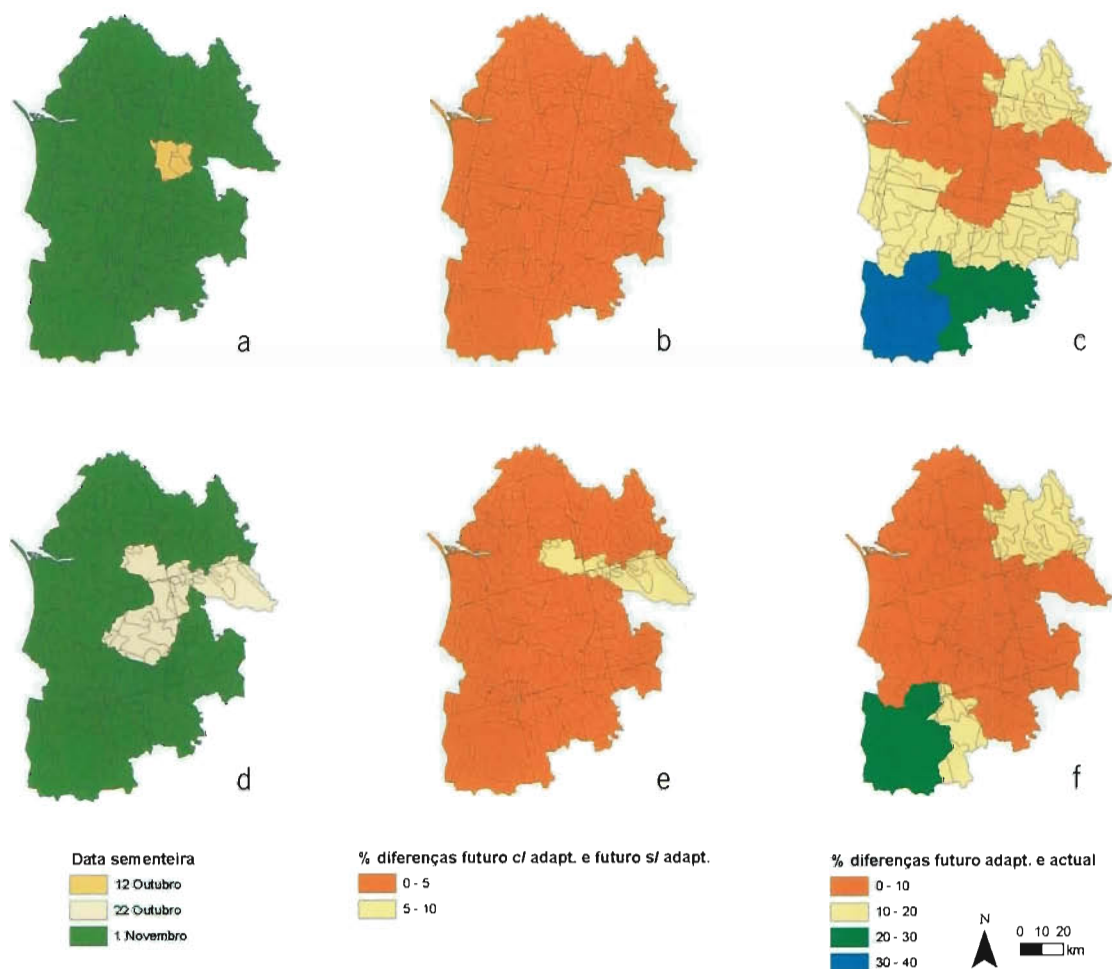 a
b
c
d
e
f
Data sementeira
12 Outubro
22 Outubro
1 Novembro
% diferenças futuro c/ adapt. e futuro s/ adapt.
0 - 5
5 - 10
% diferenças futuro adapt. e actual
0 - 10
10 - 20
20 - 30
30 - 40
N
0 10 20
km